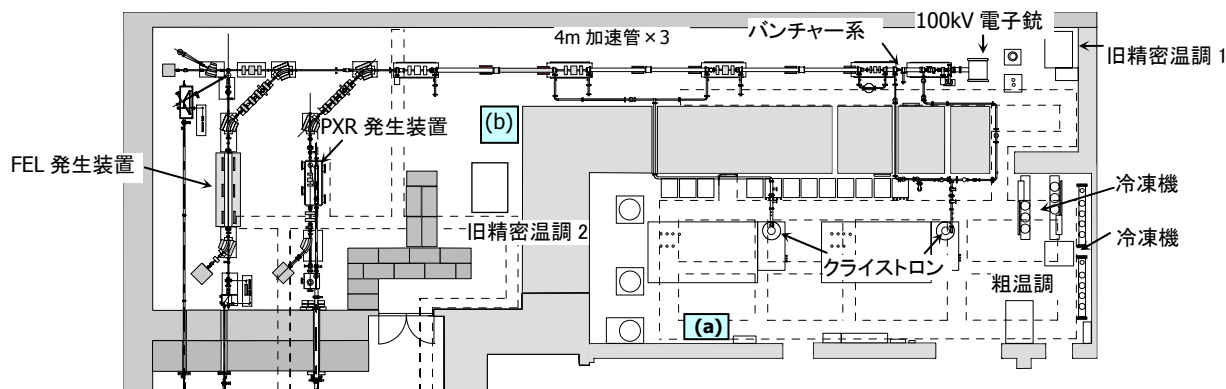 100kV 電子銃
バンチャー系
4m 加速管×3
旧精密温調 1
(b)
PXR 発生装置
FEL 発生装置
冷凍機
旧精密温調 2
冷凍機
クライストロン
粗温調
(a)